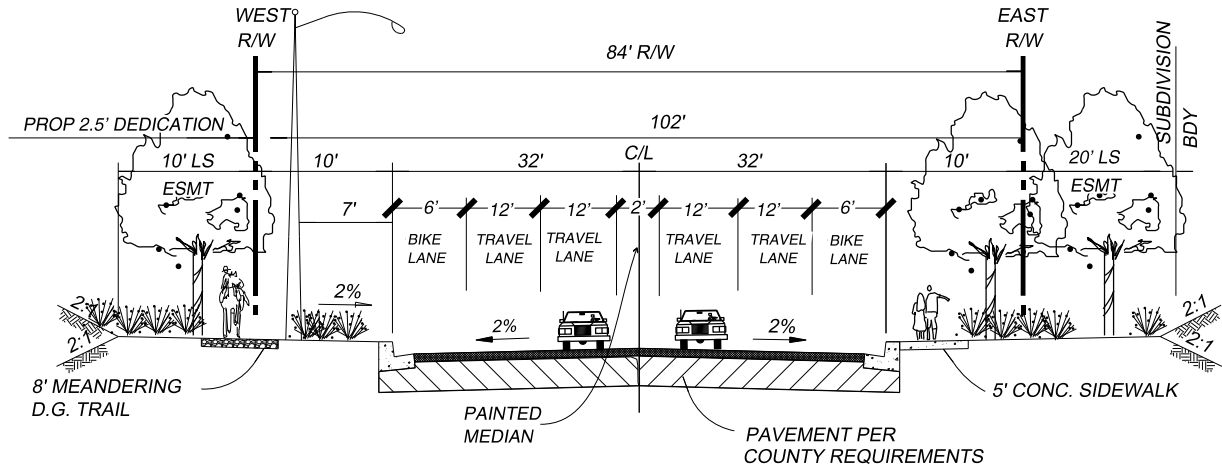 WEST
R/W
EAST
R/W
84' R/W
SUBDIVISION
BDY
PROP 2.5' DEDICATION
102'
10' LS
ESMT
10'
32'
C/L
32'
10'
20' LS
ESMT
7'
6'
12'
12'
2'
12'
12'
6'
BIKE
LANE
TRAVEL
LANE
TRAVEL
LANE
TRAVEL
LANE
TRAVEL
LANE
BIKE
LANE
2%
2:1
2:1
2%
2%
2:1
2:1
8' MEANDERING
D.G. TRAIL
5' CONC. SIDEWALK
PAINTED
MEDIAN
PAVEMENT PER
COUNTY REQUIREMENTS